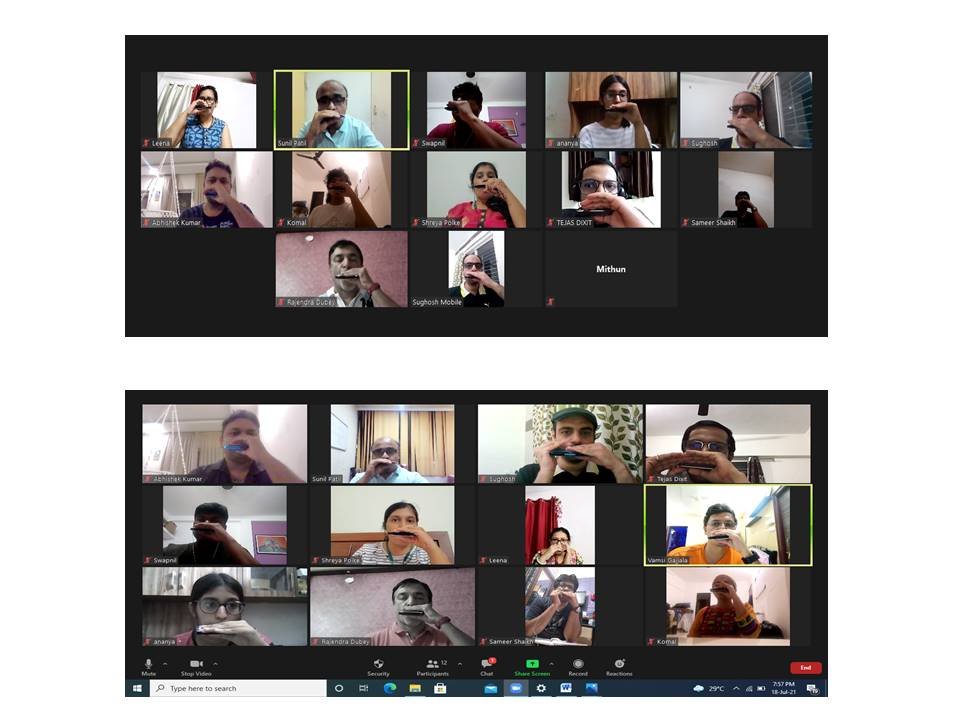 Leena
Sunil Patil
Swapnil
ananya
Sughosh
Abhishek Kumar
Komal
Shreya Polke
TEJAS DIXIT
Sameer Shaikh
Rajendra Dubey
Sughosh Mobile
Mithun
Abhishek Kumar
Sunil Patil
Sughosh
Tejas Dixit
Swapnil
Shreya Polke
Leena
Vamsi Gajjala
ananya
Rajendra Dubey
Sameer Shaikh
Komal
Mute
Stop Video
Security
Participants
12
Chat
Share Screen
Record
Reactions
End
Type here to search
29°C
7:57 PM
18-Jul-21